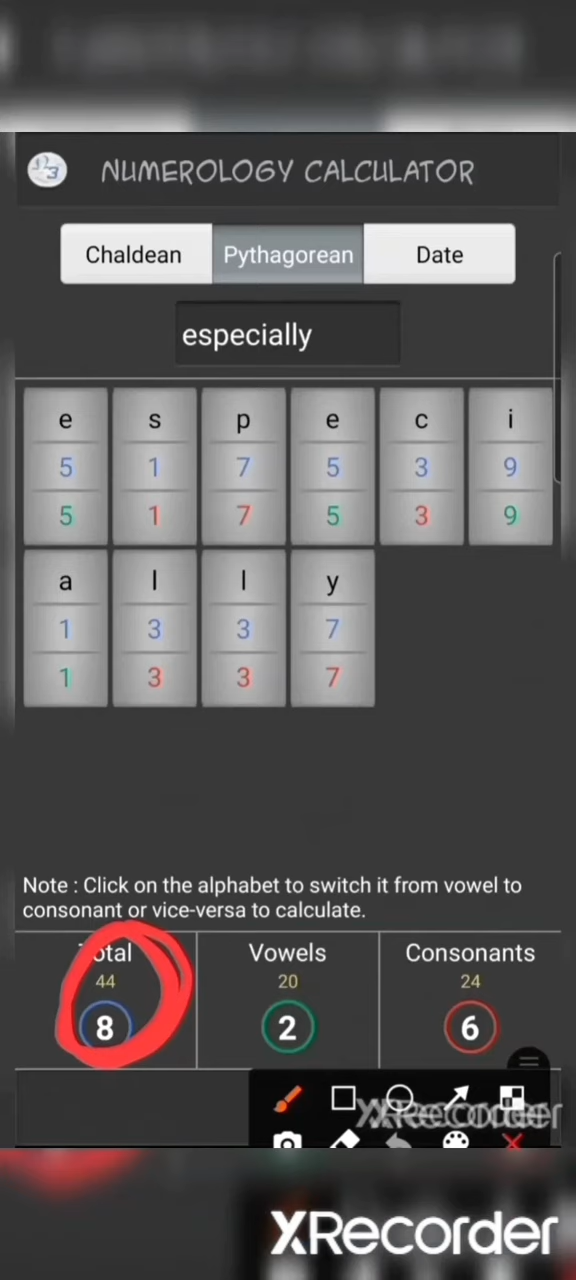 NUMEROLOGY CALCULATOR
Chaldean Pythagorean Date
especially
e s p e c i
5 1 7 5 3 9
5 1 7 5 3 9
a l l y
1 3 3 7
1 3 3 7
Note : Click on the alphabet to switch it from vowel to
consonant or vice-versa to calculate.
Total Vowels Consonants
44 20 24
8 2 6
XRecorder
XRecorder